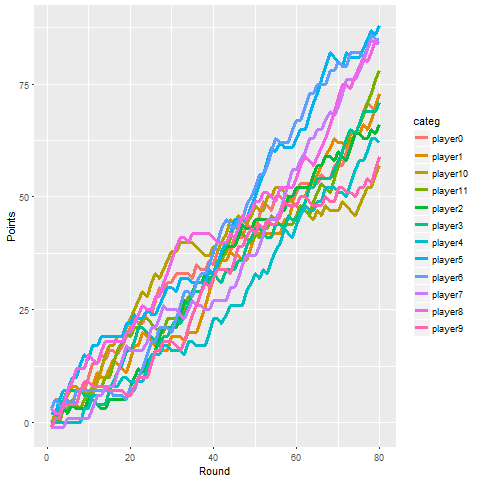 75
50
25
0
Points
0
20
40
60
80
Round
categ
player0
player1
player10
player11
player2
player3
player4
player5
player6
player7
player8
player9